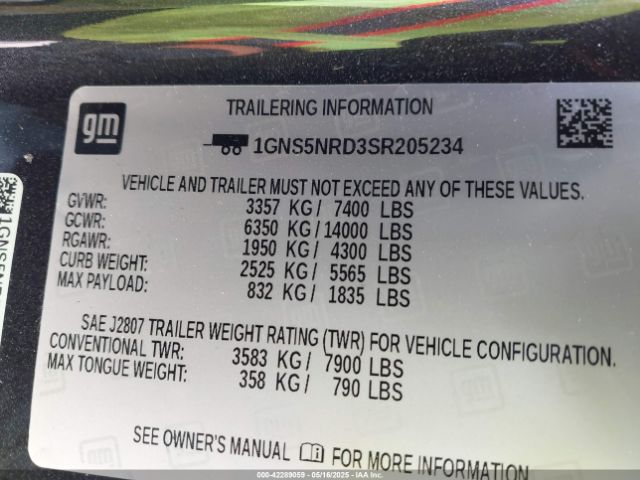 gm
TRAILERING INFORMATION
1GNS5NRD3SR205234
VEHICLE AND TRAILER MUST NOT EXCEED ANY OF THESE VALUES.
GVWR: 3357 KG/ 7400 LBS
GCWR: 6350 KG/14000 LBS
RGAWR: 1950 KG/ 4300 LBS
CURB WEIGHT: 2525 KG/ 5565 LBS
MAX PAYLOAD: 832 KG/ 1835 LBS
SAE J2807 TRAILER WEIGHT RATING (TWR) FOR VEHICLE CONFIGURATION.
CONVENTIONAL TWR: 3583 KG/ 7900 LBS
MAX TONGUE WEIGHT: 358 KG/ 790 LBS
SEE OWNER'S MANUAL FOR MORE INFORMATION
000-42289059 - 05/16/2025 - IAAI.COM